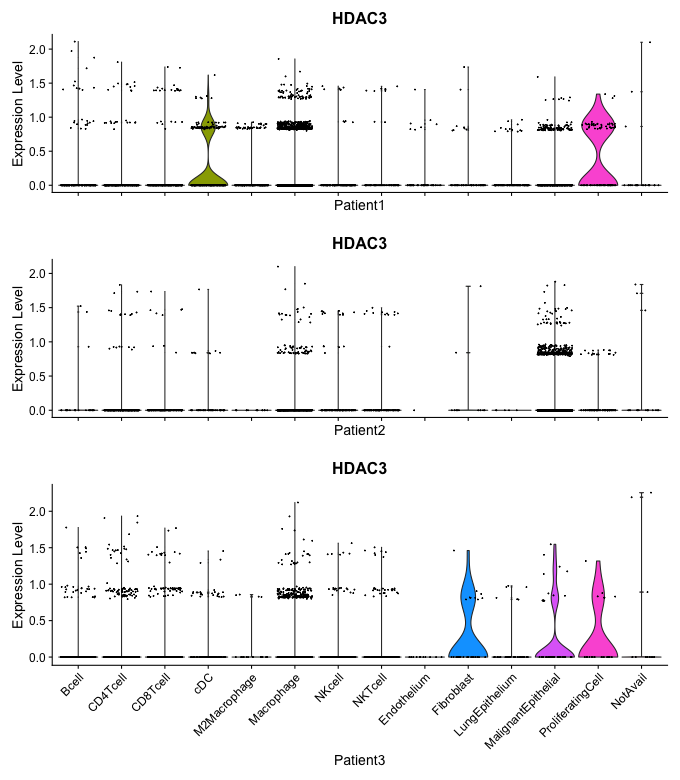 HDAC3
Expression Level
2.0
1.5
1.0
0.5
0.0
Patient1
HDAC3
Expression Level
2.0
1.5
1.0
0.5
0.0
Patient2
HDAC3
Expression Level
2.0
1.5
1.0
0.5
0.0
Bcell
CD4Tcell
CD8Tcell
cDC
M2Macrophage
Macrophage
NKcell
NKTcell
Endothelium
Fibroblast
LungEpithelium
MalignantEpithelial
ProliferatingCell
NotAvail
Patient3